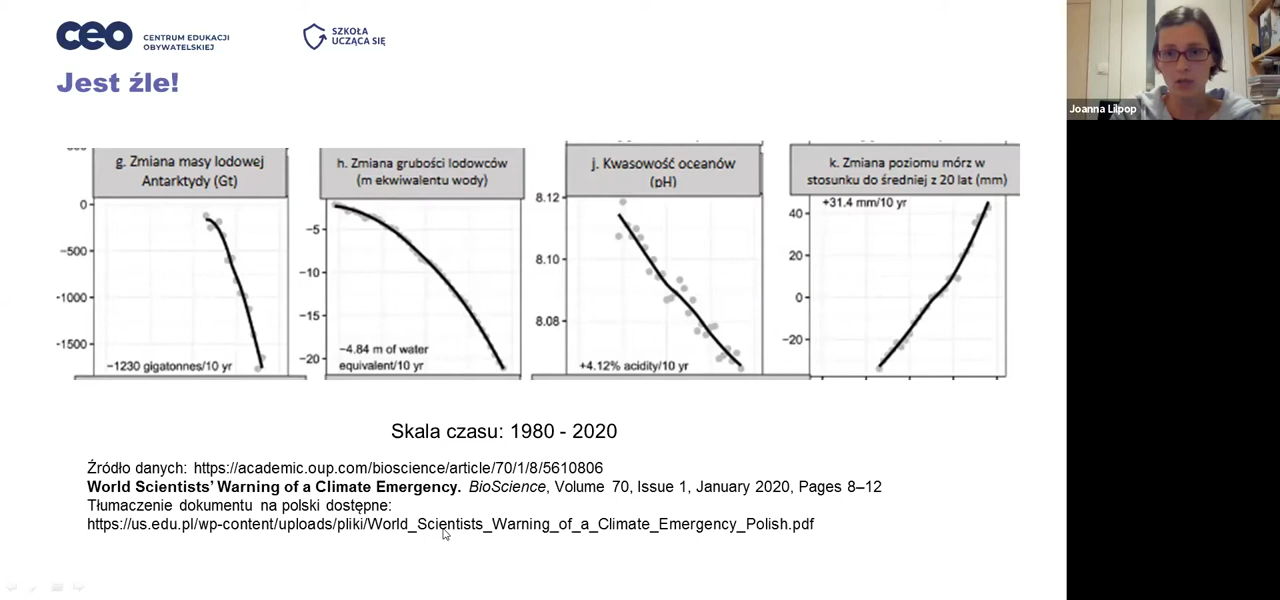 ceo
CENTRUM EDUKACJI
OBYWATELSKIEJ
SZKOŁA
UCZĄCA SIĘ
Jest źle!
Joanna Lilpop
g. Zmiana masy lodowej
Antarktydy (Gt)
0
−500
-1000
-1500
−1230 gigatonnes/10 yr
h. Zmiana grubości lodowców
(m ekwiwalentu wody)
−5
−10
−15
−20
−4.84 m of water
equivalent/10 yr
j. Kwasowość oceanów
(pH)
8.12
8.10
8.08
+4.12% acidity/10 yr
k. Zmiana poziomu mórz w
stosunku do średniej z 20 lat (mm)
+31.4 mm/10 yr
40
20
0
−20
Skala czasu: 1980 - 2020
Źródło danych: https://academic.oup.com/bioscience/article/70/1/8/5610806
World Scientists’ Warning of a Climate Emergency. BioScience, Volume 70, Issue 1, January 2020, Pages 8–12
Tłumaczenie dokumentu na polski dostępne:
https://us.edu.pl/wp-content/uploads/pliki/World_Scientists_Warning_of_a_Climate_Emergency_Polish.pdf